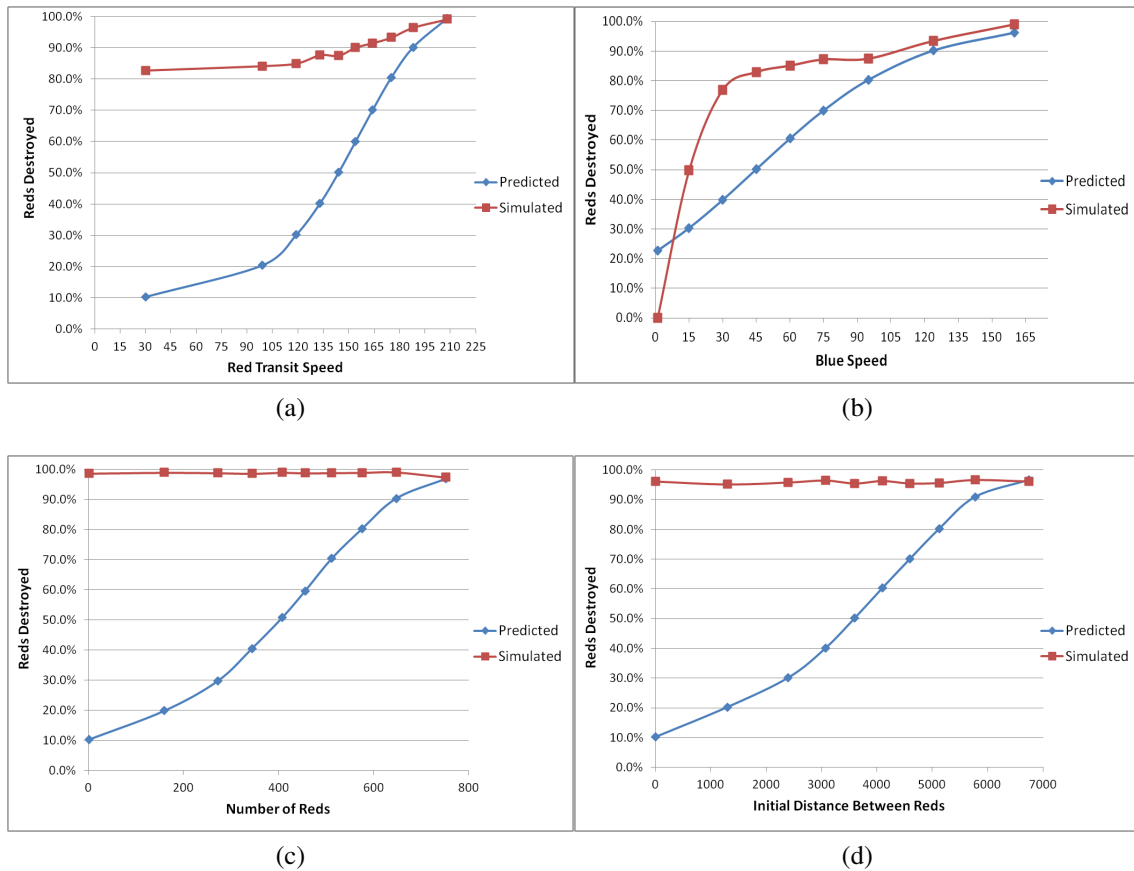 100.0%
90.0%
80.0%
70.0%
60.0%
50.0%
40.0%
30.0%
20.0%
10.0%
0.0%
Reds Destroyed
0 15 30 45 60 75 90 105 120 135 150 165 180 195 210 225
Red Transit Speed
Predicted
Simulated
(a)
100.0%
90.0%
80.0%
70.0%
60.0%
50.0%
40.0%
30.0%
20.0%
10.0%
0.0%
Reds Destroyed
0 15 30 45 60 75 90 105 120 135 150 165
Blue Speed
Predicted
Simulated
(b)
100.0%
90.0%
80.0%
70.0%
60.0%
50.0%
40.0%
30.0%
20.0%
10.0%
0.0%
Reds Destroyed
0 200 400 600 800
Number of Reds
Predicted
Simulated
(c)
100.0%
90.0%
80.0%
70.0%
60.0%
50.0%
40.0%
30.0%
20.0%
10.0%
0.0%
Reds Destroyed
0 1000 2000 3000 4000 5000 6000 7000
Initial Distance Between Reds
Predicted
Simulated
(d)